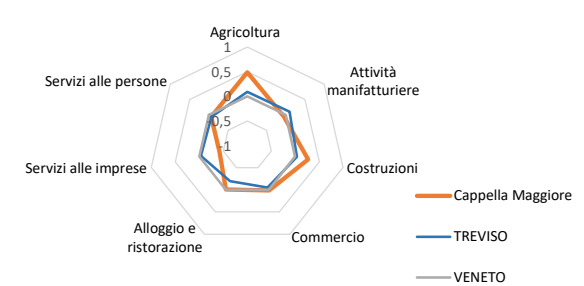 Agricoltura
1
0,5
0
-0,5
-1
Attività
manifatturiere
Costruzioni
Commercio
Alloggio e
ristorazione
Servizi alle imprese
Servizi alle persone
Cappella Maggiore
TREVISO
VENETO